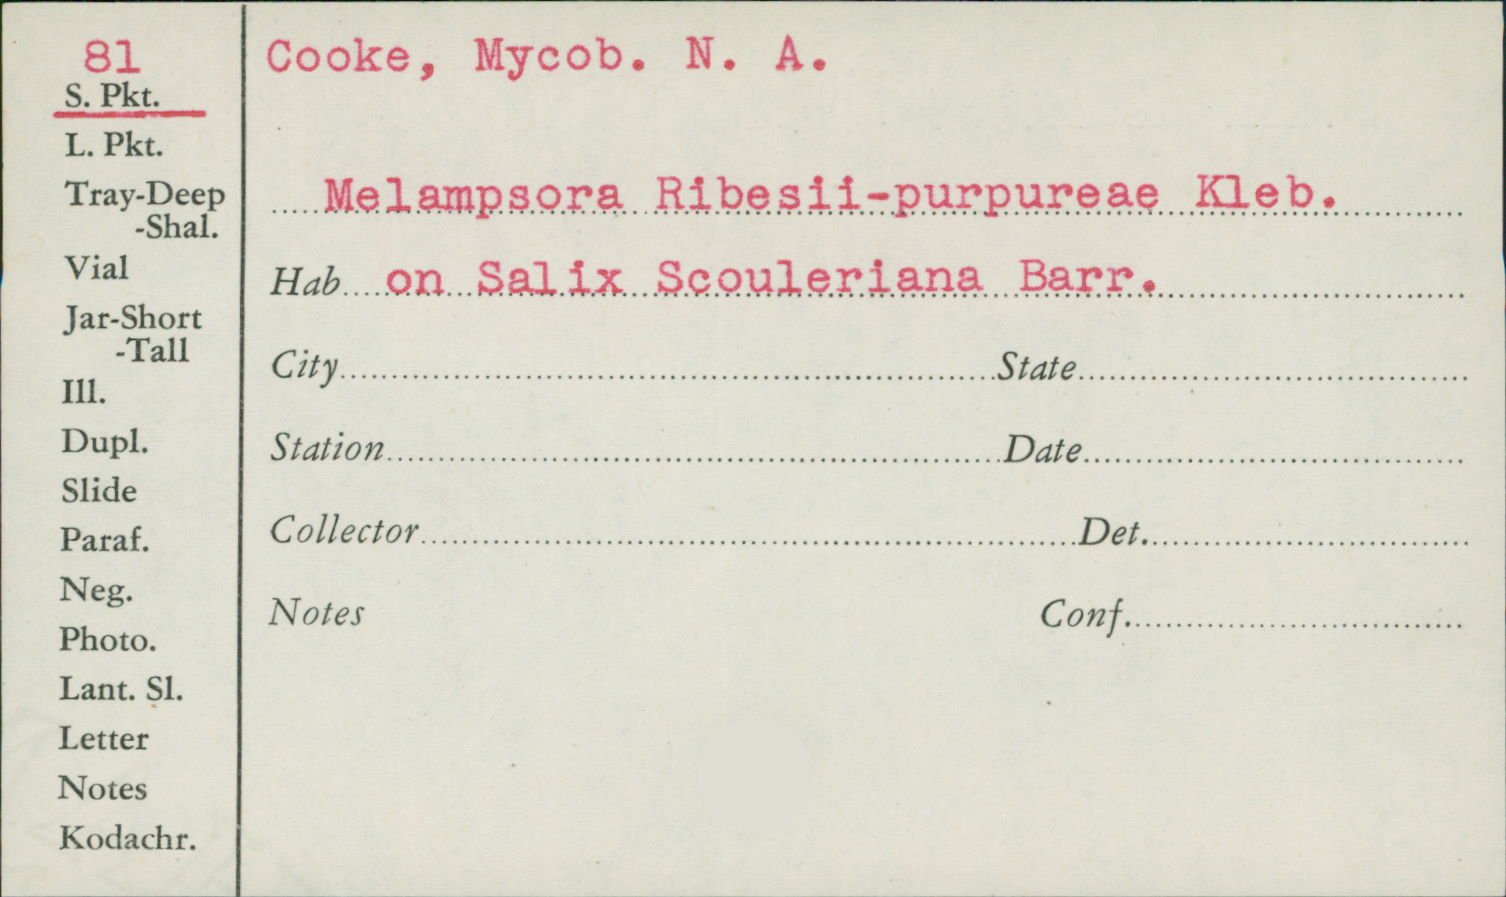 81
S. Pkt.
L. Pkt.
Tray-Deep
-Shal.
Vial
Jar-Short
-Tall
Ill.
Dupl.
Slide
Paraf.
Neg.
Photo.
Lant. Sl.
Letter
Notes
Kodachr.
Cooke, Mycob. N. A.
Melampsora Ribesii-purpureae Kleb.
Hab on Salix Scouleriana Barr.
City State
Station Date
Collector Det.
Notes Conf.